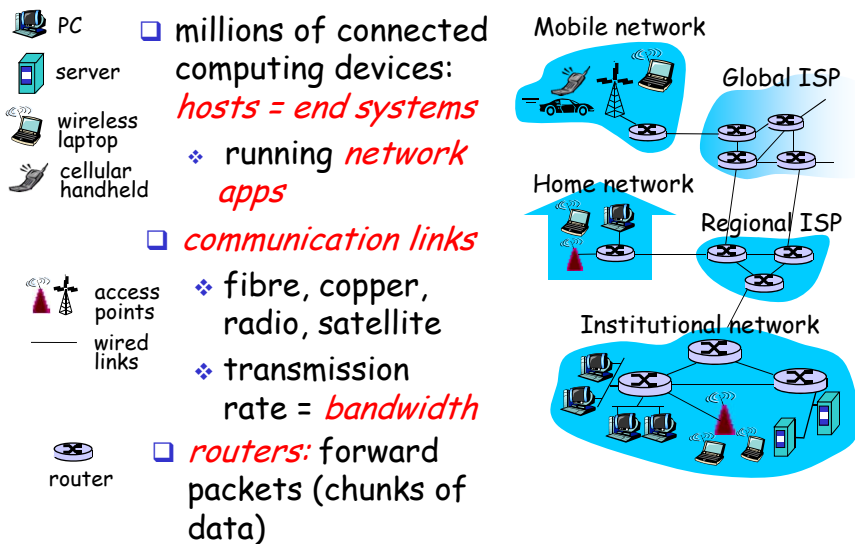 PC
server
wireless
laptop
cellular
handheld
access
points
wired
links
router
millions of connected
computing devices:
hosts = end systems
running network
apps
communication links
fibre, copper,
radio, satellite
transmission
rate = bandwidth
routers: forward
packets (chunks of
data)
Mobile network
Global ISP
Home network
Regional ISP
Institutional network